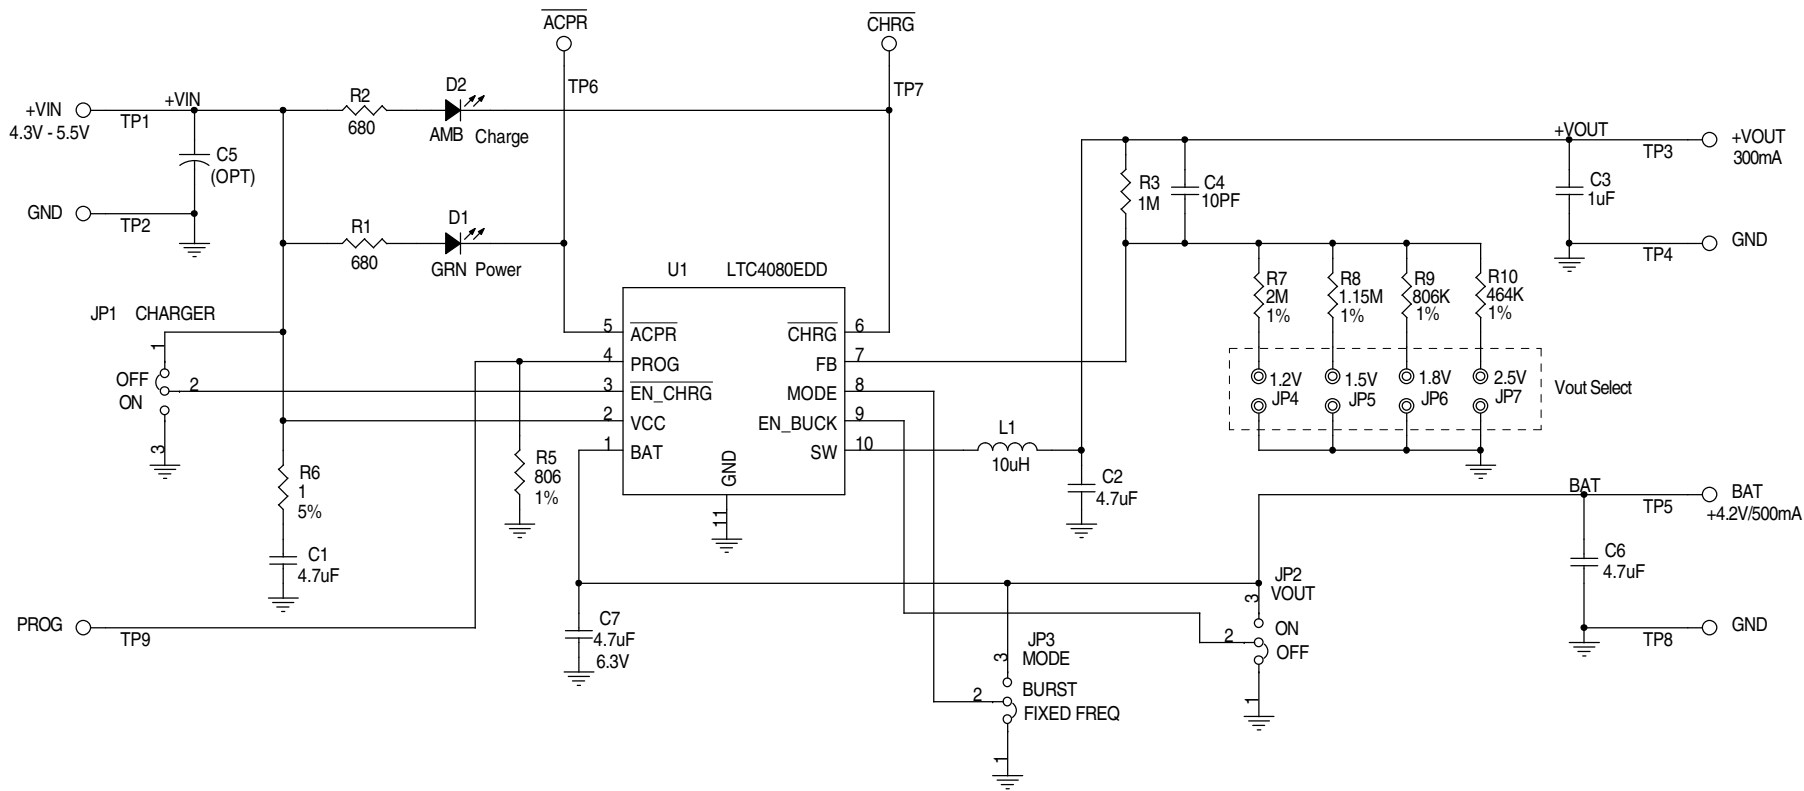 ACPR
CHRG
TP6
TP7
+VIN
4.3V - 5.5V
TP1
+VIN
R2
680
D2
AMB Charge
C5
(OPT)
GND
TP2
R1
680
D1
GRN Power
+VOUT
TP3
+VOUT
300mA
R3
1M
C4
10PF
C3
1uF
TP4
GND
JP1 CHARGER
1
OFF
ON
2
3
U1 LTC4080EDD
5 ACPR
4 PROG
3 EN_CHRG
2 VCC
1 BAT
CHRG 6
FB 7
MODE 8
EN_BUCK 9
SW 10
GND
11
R7
2M
1%
R8
1.15M
1%
R9
806K
1%
R10
464K
1%
1.2V
JP4
1.5V
JP5
1.8V
JP6
2.5V
JP7
Vout Select
R6
1
5%
C1
4.7uF
R5
806
1%
L1
10uH
C2
4.7uF
BAT
TP5
BAT
+4.2V/500mA
C6
4.7uF
TP8
GND
PROG
TP9
C7
4.7uF
6.3V
JP2
VOUT
3
ON
2
OFF
1
JP3
MODE
3
BURST
2
FIXED FREQ
1